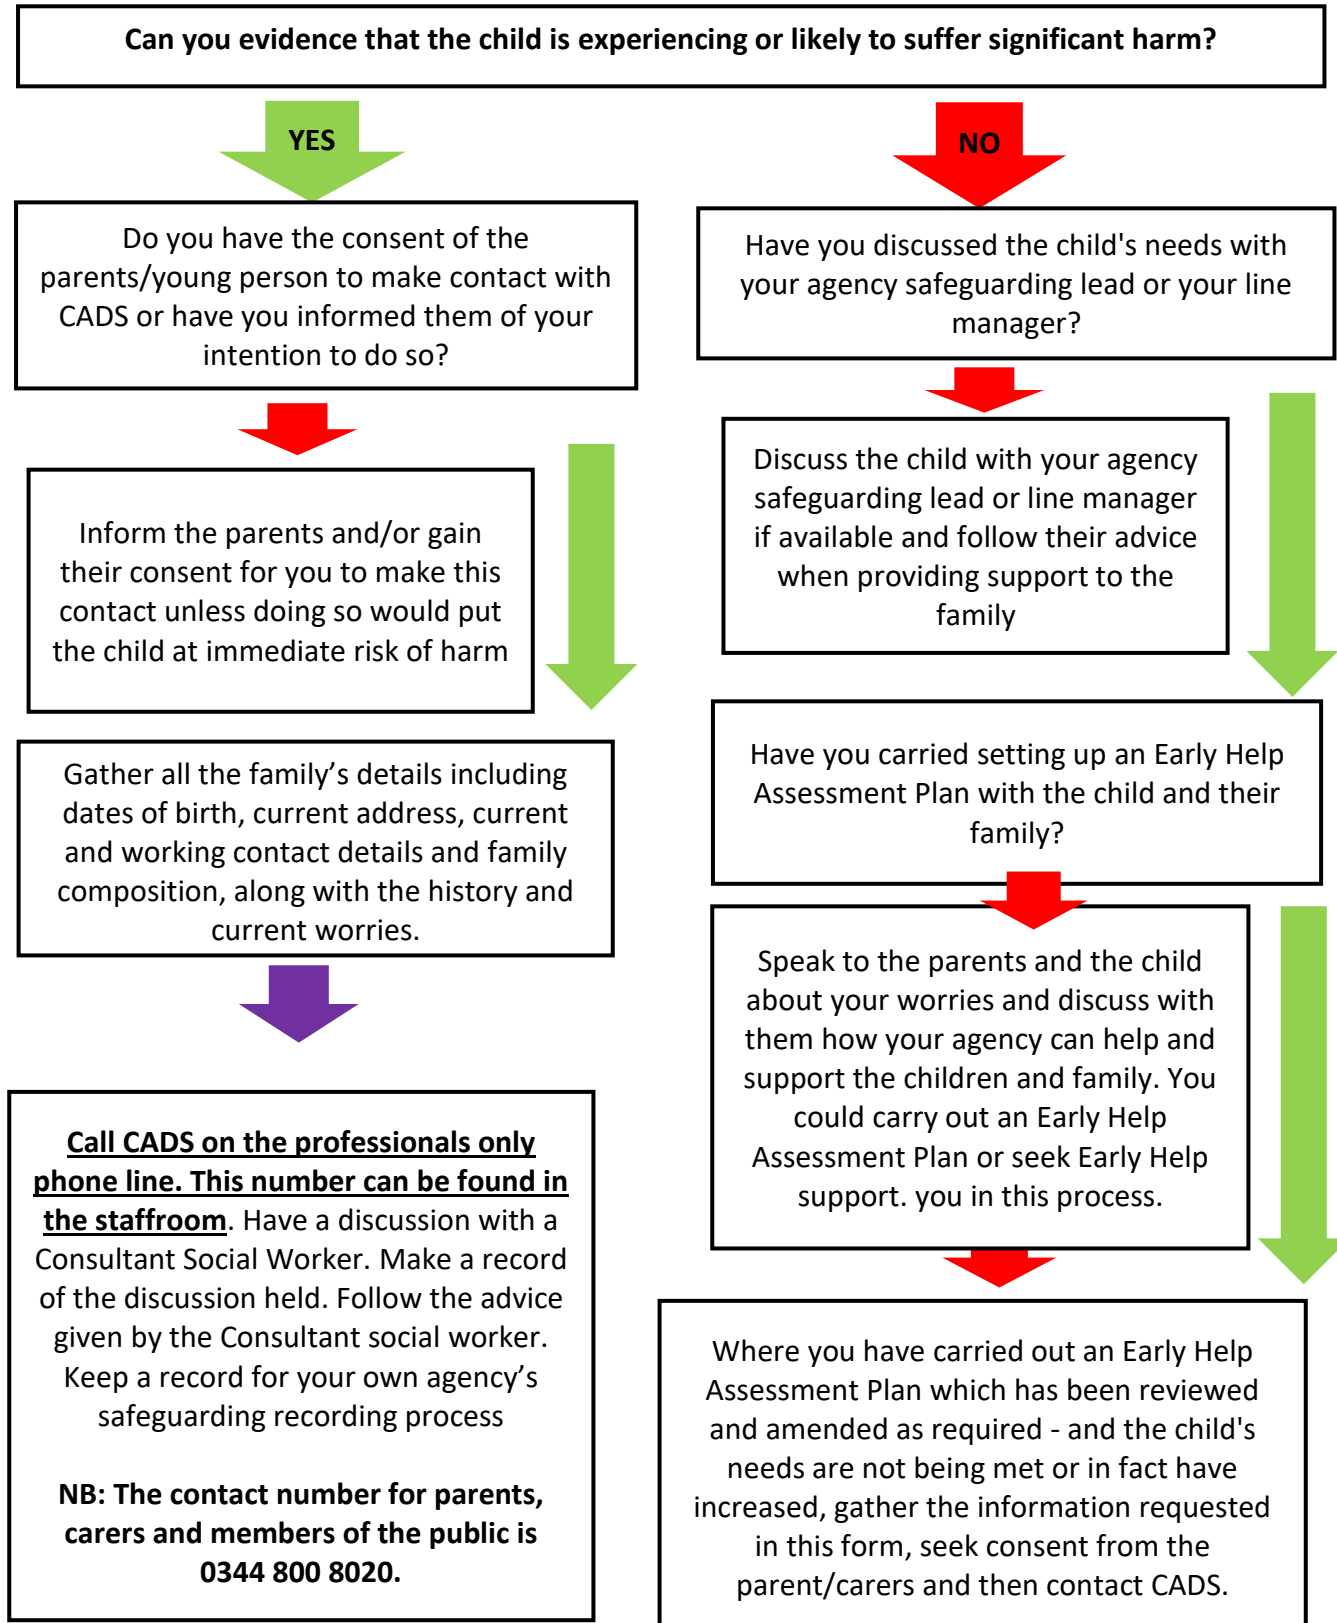 Can you evidence that the child is experiencing or likely to suffer significant harm?
YES
NO
Do you have the consent of the
parents/young person to make contact with
CADS or have you informed them of your
intention to do so?
Inform the parents and/or gain
their consent for you to make this
contact unless doing so would put
the child at immediate risk of harm
Gather all the family’s details including
dates of birth, current address, current
and working contact details and family
composition, along with the history and
current worries.
Call CADS on the professionals only
phone line. This number can be found in
the staffroom. Have a discussion with a
Consultant Social Worker. Make a record
of the discussion held. Follow the advice
given by the Consultant social worker.
Keep a record for your own agency’s
safeguarding recording process
NB: The contact number for parents,
carers and members of the public is
0344 800 8020.
Have you discussed the child's needs with
your agency safeguarding lead or your line
manager?
Discuss the child with your agency
safeguarding lead or line manager
if available and follow their advice
when providing support to the
family
Have you carried setting up an Early Help
Assessment Plan with the child and their
family?
Speak to the parents and the child
about your worries and discuss with
them how your agency can help and
support the children and family. You
could carry out an Early Help
Assessment Plan or seek Early Help
support. you in this process.
Where you have carried out an Early Help
Assessment Plan which has been reviewed
and amended as required - and the child's
needs are not being met or in fact have
increased, gather the information requested
in this form, seek consent from the
parent/carers and then contact CADS.